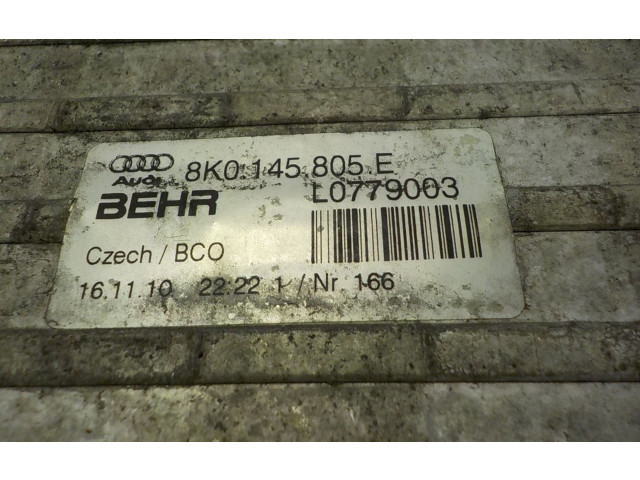 Audi 8K0.145.805.E
BEHR L0779003
Czech / BCO
16.11.10 22:22 1 / Nr. 166